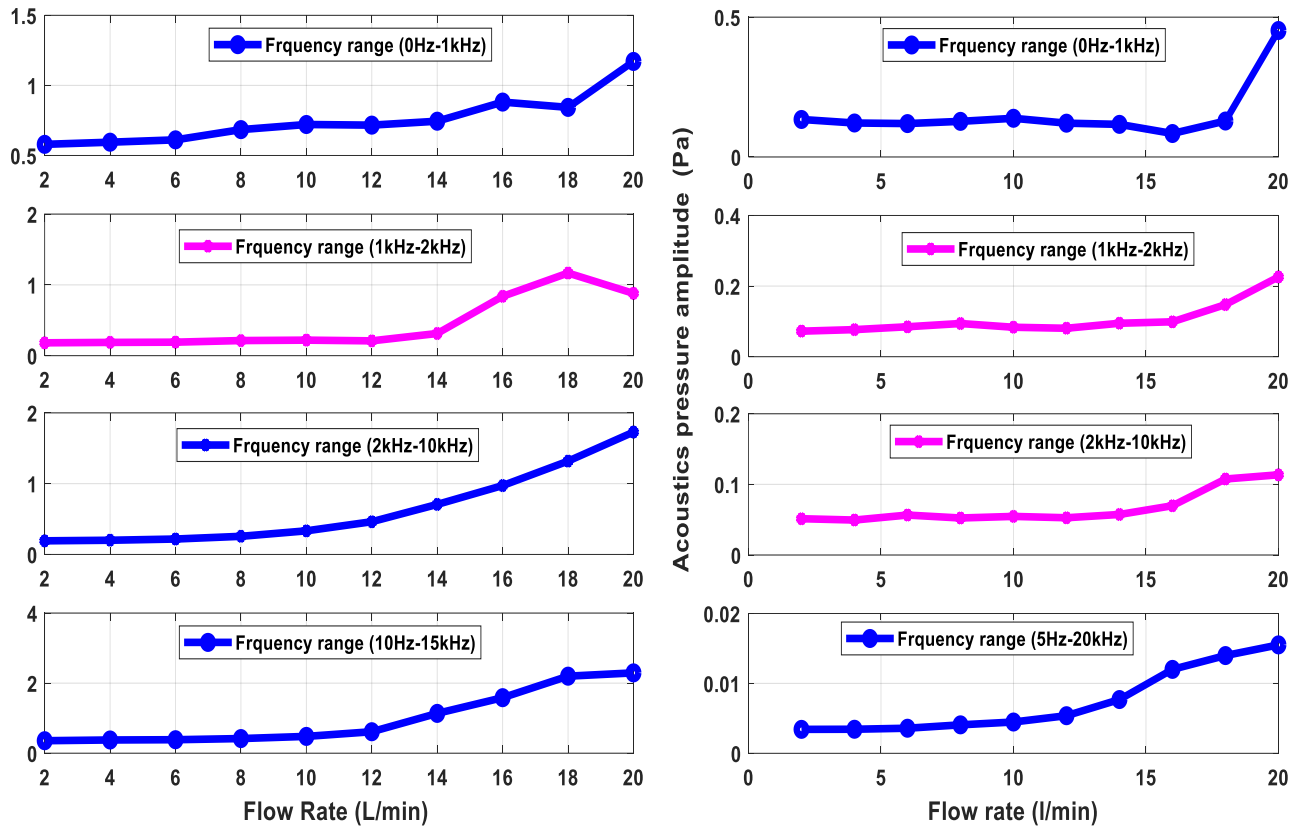 1.5
1
0.5
Frquency range (0Hz-1kHz)
2 4 6 8 10 12 14 16 18 20
2
1
0
Frquency range (1kHz-2kHz)
2 4 6 8 10 12 14 16 18 20
2
1
0
Frquency range (2kHz-10kHz)
2 4 6 8 10 12 14 16 18 20
4
2
0
Frquency range (10Hz-15kHz)
2 4 6 8 10 12 14 16 18 20
Flow Rate (L/min)
Acoustics pressure amplitude (Pa)
0.5
0
Frquency range (0Hz-1kHz)
0 5 10 15 20
0.4
0.2
0
Frquency range (1kHz-2kHz)
0 5 10 15 20
0.2
0.1
0
Frquency range (2kHz-10kHz)
0 5 10 15 20
0.02
0.01
0
Frquency range (5Hz-20kHz)
0 5 10 15 20
Flow rate (l/min)